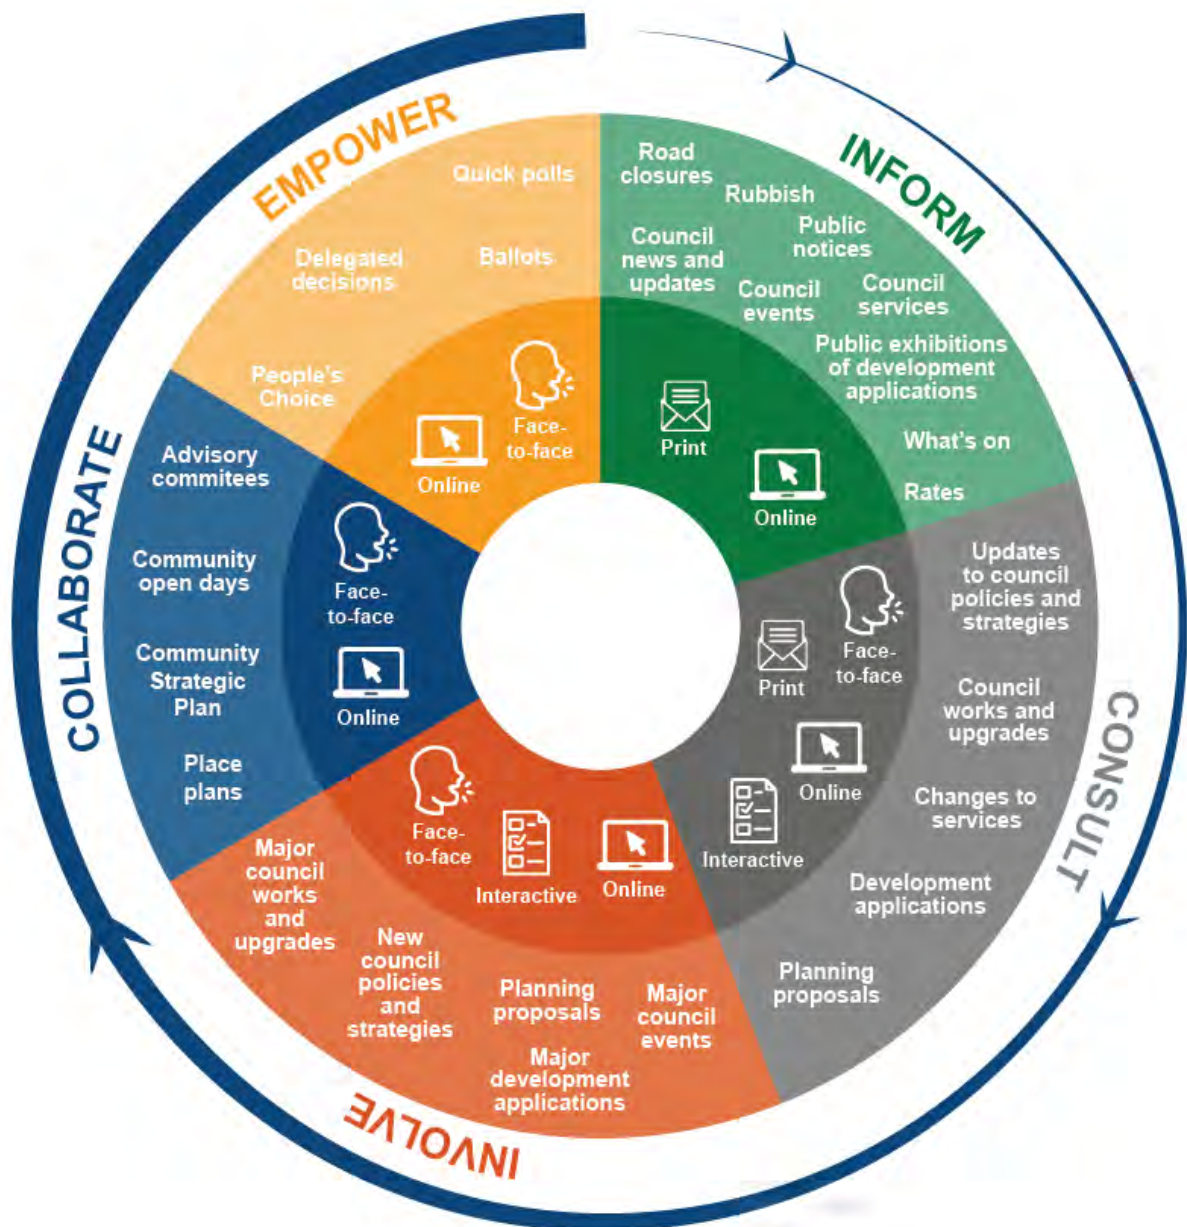 EMPOWER
Quick polls
Delegated
decisions
Ballots
People's
Choice
Online
Face-
to-face
INFORM
Road
closures
Rubbish
Public
notices
Council
news and
updates
Council
events
Council
services
Public exhibitions
of development
applications
What's on
Rates
Print
Online
CONSULT
Updates
to council
policies and
strategies
Council
works and
upgrades
Changes to
services
Development
applications
Planning
proposals
Face-
to-face
Print
Online
Interactive
INVOLVE
Major
council
works
and
upgrades
New
council
policies
and
strategies
Planning
proposals
Major
council
events
Major
development
applications
Face-
to-face
Interactive
Online
COLLABORATE
Advisory
commitees
Community
open days
Community
Strategic
Plan
Place
plans
Face-
to-face
Online